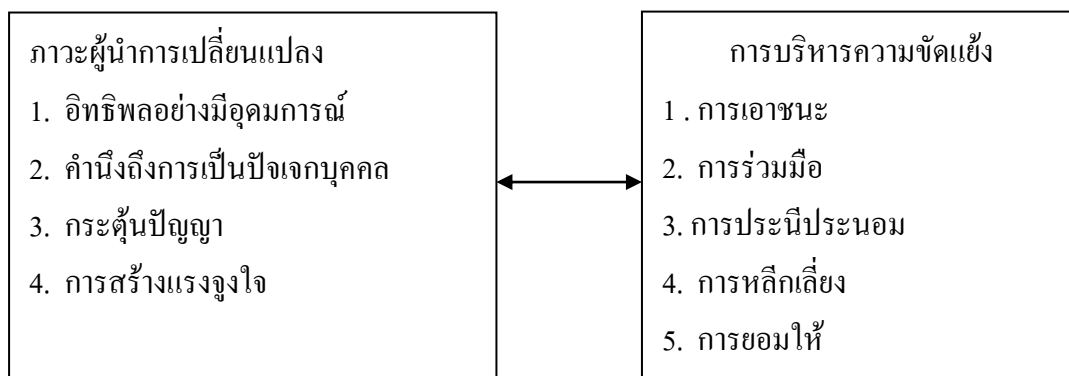 ภาวะผู้นำการเปลี่ยนแปลง
1. อิทธิพลอย่างมีอุดมการณ์
2. คำนึงถึงการเป็นปัจเจกบุคคล
3. กระตุ้นปัญญา
4. การสร้างแรงจูงใจ
การบริหารความขัดแย้ง
1 . การเอาชนะ
2. การร่วมมือ
3. การประนีประนอม
4. การหลีกเลี่ยง
5. การยอมให้